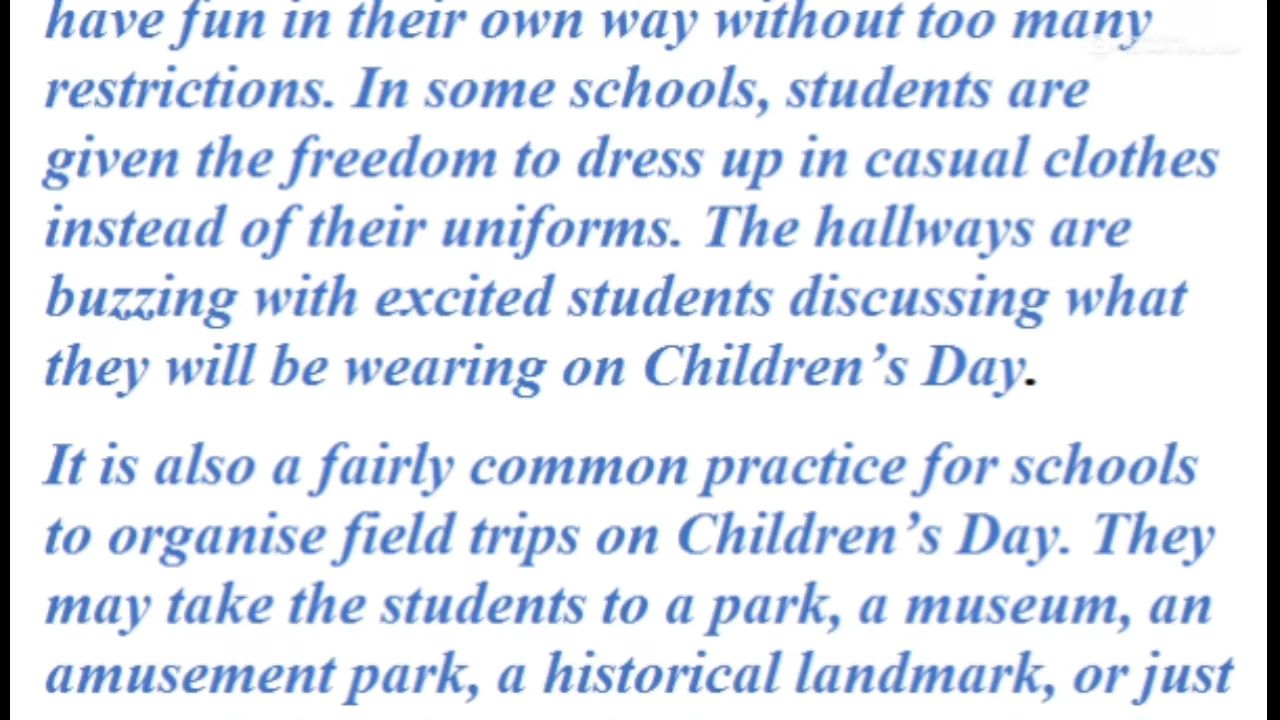 have fun in their own way without too many
restrictions. In some schools, students are
given the freedom to dress up in casual clothes
instead of their uniforms. The hallways are
buzzing with excited students discussing what
they will be wearing on Children’s Day.
It is also a fairly common practice for schools
to organise field trips on Children’s Day. They
may take the students to a park, a museum, an
amusement park, a historical landmark, or just